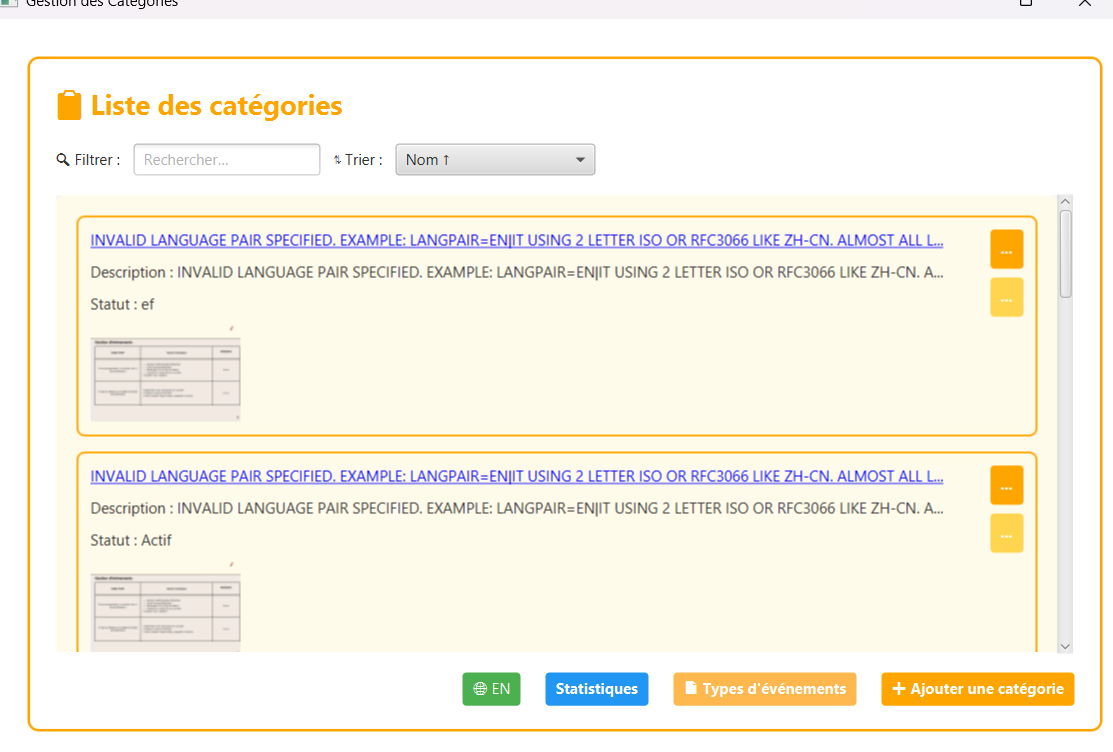 Gestion des Catégories
Liste des catégories
Filtrer :
Rechercher...
⇅ Trier :
Nom ↑
INVALID LANGUAGE PAIR SPECIFIED. EXAMPLE: LANGPAIR=EN|IT USING 2 LETTER ISO OR RFC3066 LIKE ZH-CN. ALMOST ALL L...
...
Description : INVALID LANGUAGE PAIR SPECIFIED. EXAMPLE: LANGPAIR=EN|IT USING 2 LETTER ISO OR RFC3066 LIKE ZH-CN. A...
...
Statut : ef
INVALID LANGUAGE PAIR SPECIFIED. EXAMPLE: LANGPAIR=EN|IT USING 2 LETTER ISO OR RFC3066 LIKE ZH-CN. ALMOST ALL L...
...
Description : INVALID LANGUAGE PAIR SPECIFIED. EXAMPLE: LANGPAIR=EN|IT USING 2 LETTER ISO OR RFC3066 LIKE ZH-CN. A...
...
Statut : Actif
EN
Statistiques
Types d'événements
+ Ajouter une catégorie